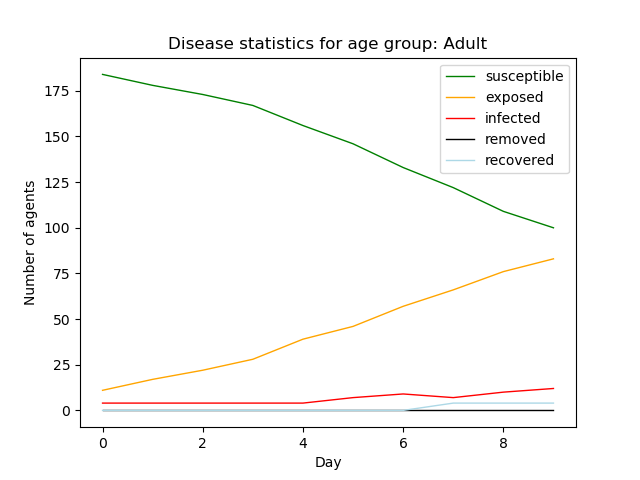 Disease statistics for age group: Adult
susceptible
exposed
infected
removed
recovered
Number of agents
175
150
125
100
75
50
25
0
0 2 4 6 8
Day